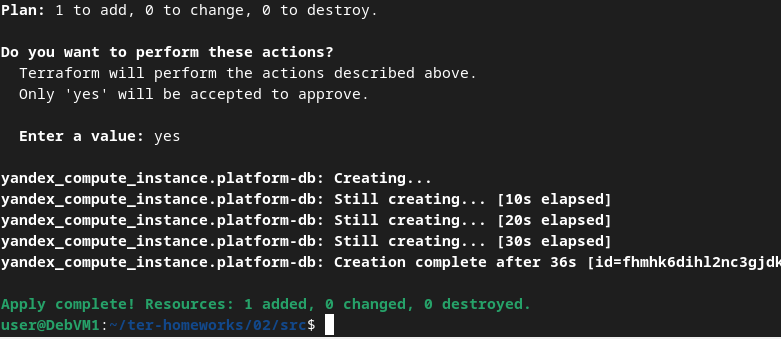 Plan: 1 to add, 0 to change, 0 to destroy.
Do you want to perform these actions?
Terraform will perform the actions described above.
Only 'yes' will be accepted to approve.
Enter a value: yes
yandex_compute_instance.platform-db: Creating...
yandex_compute_instance.platform-db: Still creating... [10s elapsed]
yandex_compute_instance.platform-db: Still creating... [20s elapsed]
yandex_compute_instance.platform-db: Still creating... [30s elapsed]
yandex_compute_instance.platform-db: Creation complete after 36s [id=fhmhk6dihl2nc3gjdk
Apply complete! Resources: 1 added, 0 changed, 0 destroyed.
user@DebVM1:~/ter-homeworks/02/src$